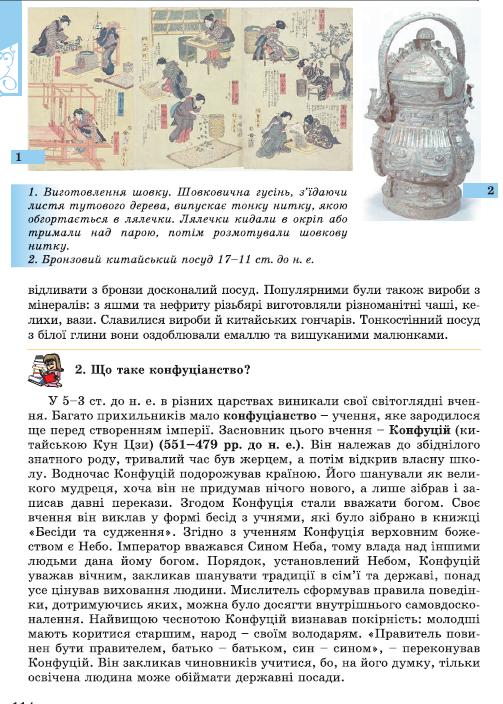 1
2
1. Виготовлення шовку. Шовковична гусінь, з'їдаючи
листя тутового дерева, випускає тонку нитку, якою
обгортається в лялечки. Лялечки кидали в окріп або
тримали над парою, потім розмотували шовкову
нитку.
2. Бронзовий китайський посуд 17–11 ст. до н. е.
відливати з бронзи досконалий посуд. Популярними були також вироби з
мінералів: з яшми та нефриту різьбярі виготовляли різноманітні чаші, ке-
лихи, вази. Славилися вироби й китайських гончарів. Тонкостінний посуд
з білої глини вони оздоблювали емаллю та вишуканими малюнками.
2. Що таке конфуціанство?
У 5–3 ст. до н. е. в різних царствах виникали свої світоглядні вчен-
ня. Багато прихильників мало конфуціанство – учення, яке зародилося
ще перед створенням імперії. Засновник цього вчення – Конфуцій (ки-
тайською Кун Цзи) (551–479 рр. до н. е.). Він належав до збіднілого
знатного роду, тривалий час був жерцем, а потім відкрив власну шко-
лу. Водночас Конфуцій подорожував країною. Його шанували як вели-
кого мудреця, хоча він не придумав нічого нового, а лише зібрав і за-
писав давні перекази. Згодом Конфуція стали вважати богом. Своє
вчення він виклав у формі бесід з учнями, які було зібрано в книжці
«Бесіди та судження». Згідно з ученням Конфуція верховним боже-
ством є Небо. Імператор вважався Сином Неба, тому влада над іншими
людьми дана йому богом. Порядок, установлений Небом, Конфуцій
уважав вічним, закликав шанувати традиції в сім'ї та державі, понад
усе цінував виховання людини. Мислитель сформував правила поведін-
ки, дотримуючись яких, можна було досягти внутрішнього самовдоско-
налення. Найвищою чеснотою Конфуцій визнавав покірність: молодші
мають коритися старшим, народ – своїм володарям. «Правитель пови-
нен бути правителем, батько – батьком, син – сином», – переконував
Конфуцій. Він закликав чиновників учитися, бо, на його думку, тільки
освічена людина може обіймати державні посади.